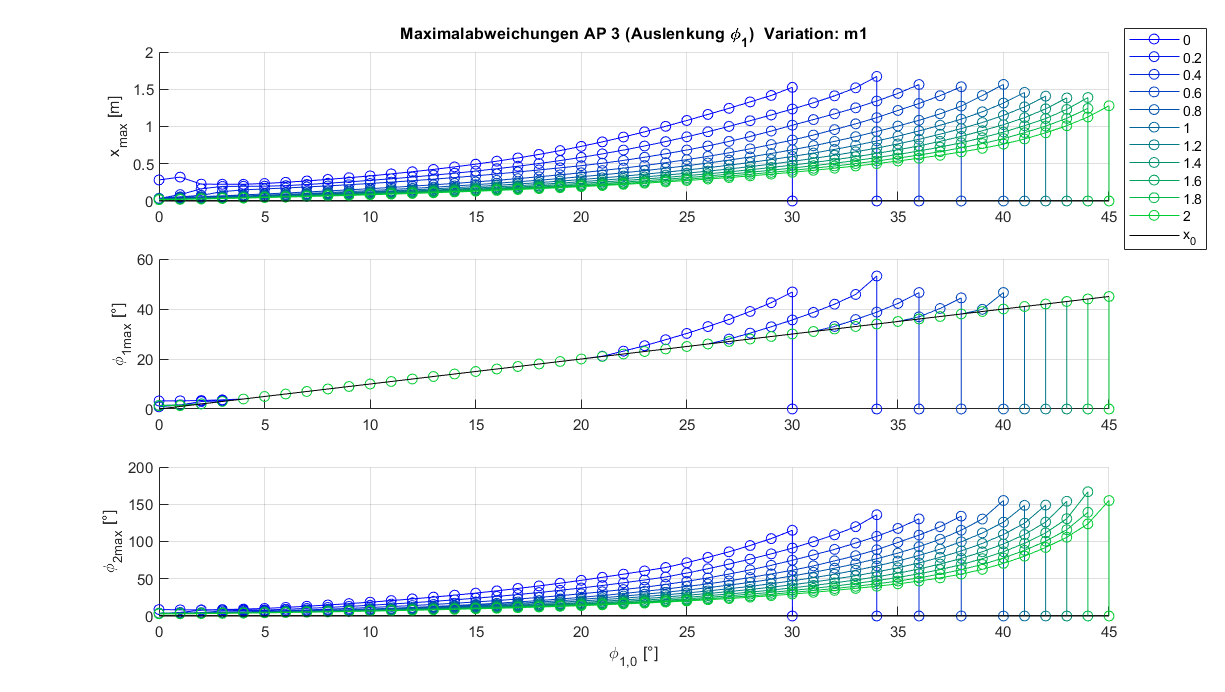 Maximalabweichungen AP 3 (Auslenkung ϕ1) Variation: m1
2
1.5
1
0.5
0
xmax [m]
0 5 10 15 20 25 30 35 40 45
0
0.2
0.4
0.6
0.8
1
1.2
1.4
1.6
1.8
2
x0
60
40
20
0
ϕ1max [°]
0 5 10 15 20 25 30 35 40 45
200
150
100
50
0
ϕ2max [°]
0 5 10 15 20 25 30 35 40 45
ϕ1,0 [°]